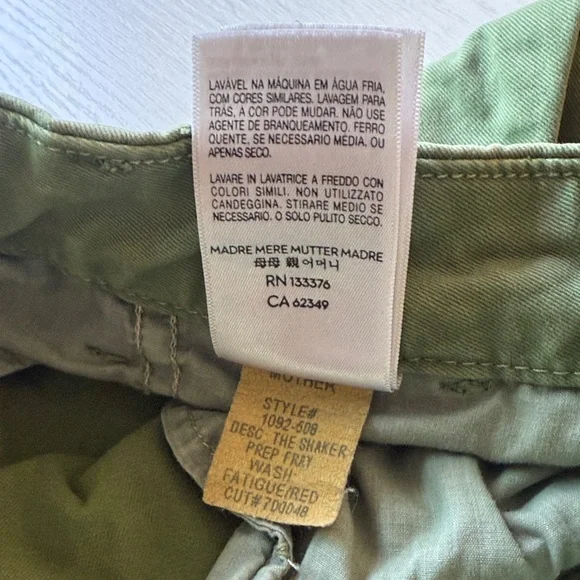 LAVÁVEL NA MÁQUINA EM ÁGUA FRIA,
COM CORES SIMILARES. LAVAGEM PARA
TRÁS, A COR PODE MUDAR. NÃO USE
AGENTE DE BRANQUEAMENTO. FERRO
QUENTE, SE NECESSARIO MÉDIA, OU
APENAS SECO.
LAVARE IN LAVATRICE A FREDDO CON
COLORI SIMILI. NON UTILIZZATO
CANDEGGINA. STIRARE MEDIO SE
NECESSARIO. O SOLO PULITO SECCO.
MADRE MERE MUTTER MADRE
母母 親 어머니
RN 133376
CA 62349
MOTHER
STYLE#
1092-508
DESC THE SHAKER
PREP FRAY
WASH
FATIGUE/RED
CUT# 700048